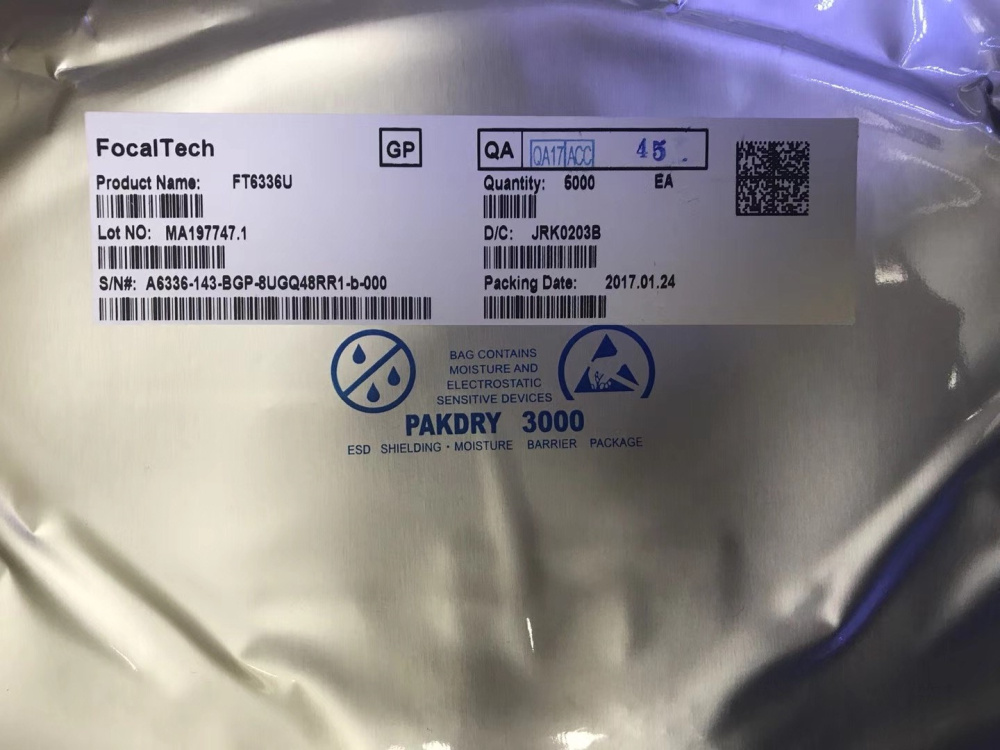 FocalTech GP QA QA17 ACC 45
Product Name: FT6336U Quantity: 5000 EA
Lot NO: MA197747.1 D/C: JRK0203B
S/N#: A6336-143-BGP-8UGQ48RR1-b-000 Packing Date: 2017.01.24
BAG CONTAINS
MOISTURE AND
ELECTROSTATIC
SENSITIVE DEVICES
PAKDRY 3000
ESD SHIELDING · MOISTURE BARRIER PACKAGE